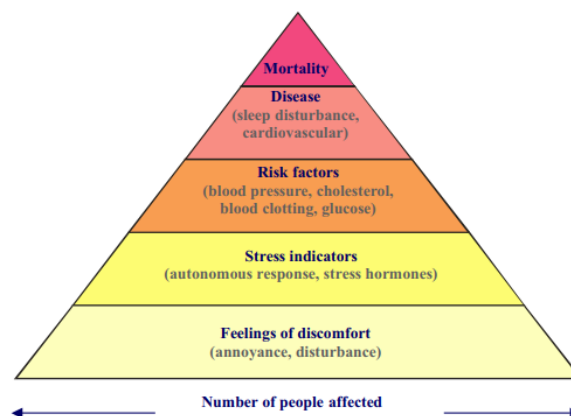 Mortality
Disease
(sleep disturbance,
cardiovascular)
Risk factors
(blood pressure, cholesterol,
blood clotting, glucose)
Stress indicators
(autonomous response, stress hormones)
Feelings of discomfort
(annoyance, disturbance)
Number of people affected